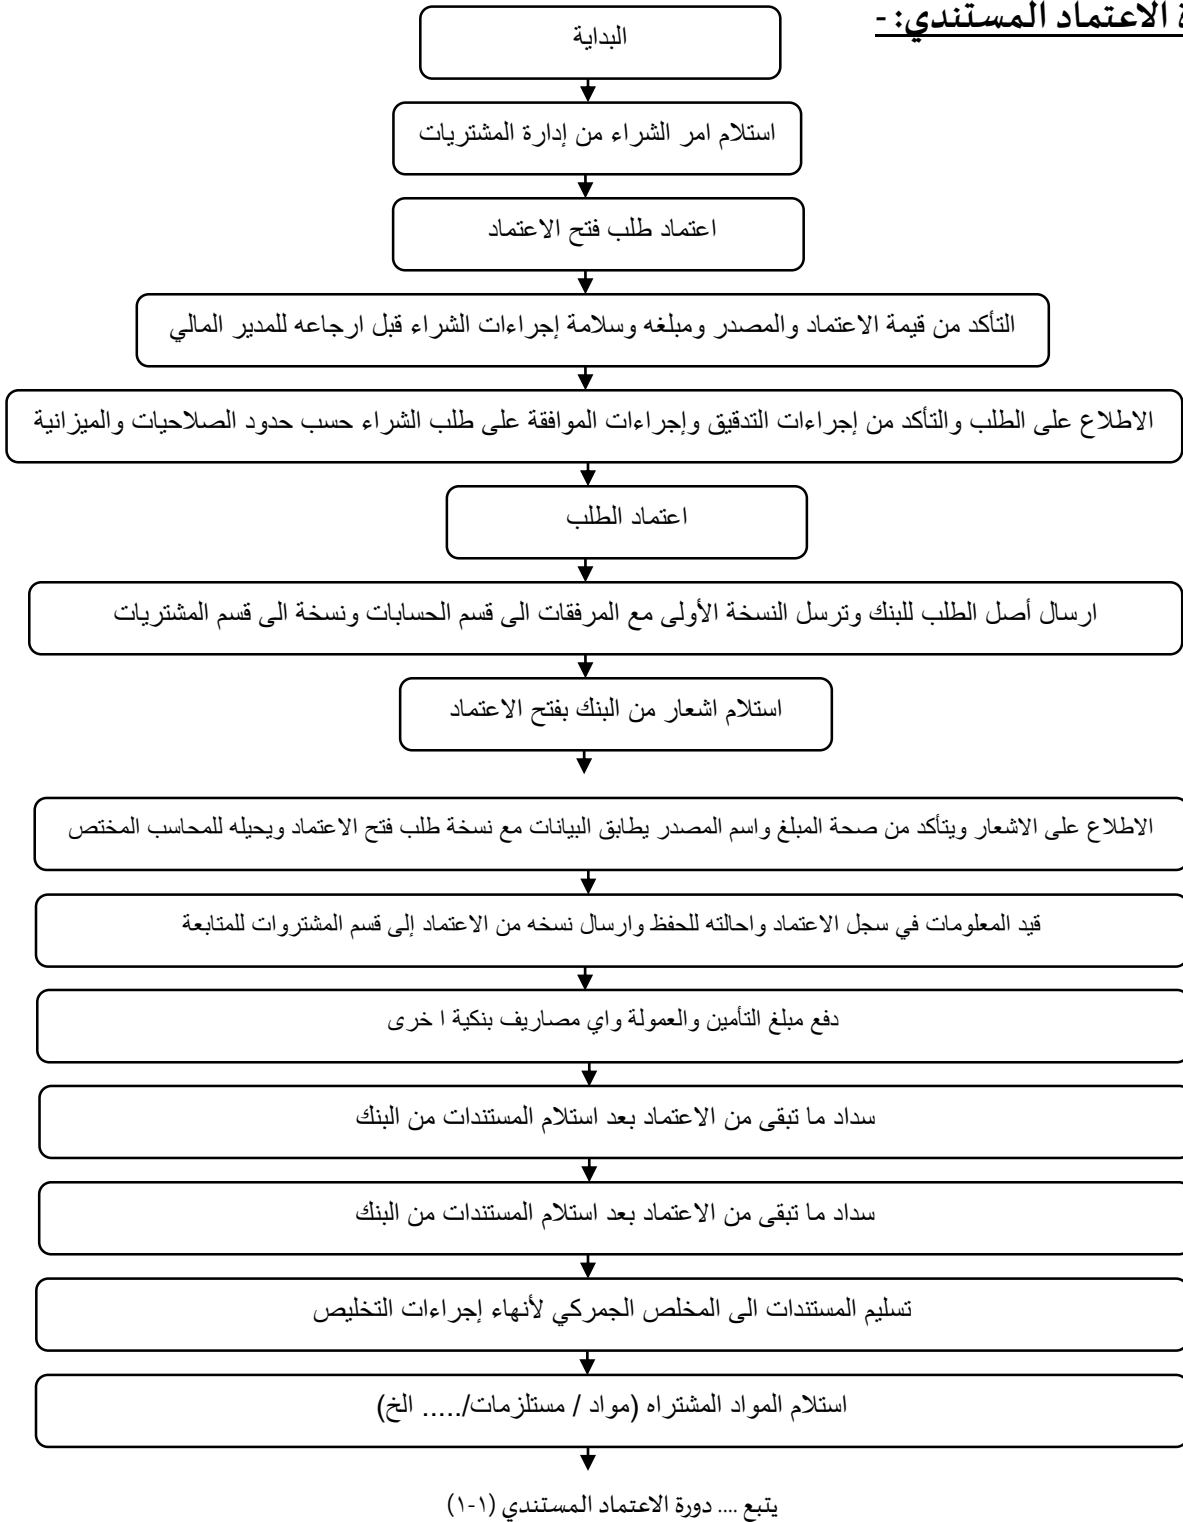 ة الاعتماد المستندي: -
البداية
استلام امر الشراء من إدارة المشتريات
اعتماد طلب فتح الاعتماد
التأكد من قيمة الاعتماد والمصدر ومبلغه وسلامة إجراءات الشراء قبل ارجاعه للمدير المالي
الاطلاع على الطلب والتأكد من إجراءات التدقيق وإجراءات الموافقة على طلب الشراء حسب حدود الصلاحيات والميزانية
اعتماد الطلب
ارسال أصل الطلب للبنك وترسل النسخة الأولى مع المرفقات الى قسم الحسابات ونسخة الى قسم المشتريات
استلام اشعار من البنك بفتح الاعتماد
الاطلاع على الاشعار ويتأكد من صحة المبلغ واسم المصدر يطابق البيانات مع نسخة طلب فتح الاعتماد ويحيله للمحاسب المختص
قيد المعلومات في سجل الاعتماد واحالته للحفظ وارسال نسخه من الاعتماد إلى قسم المشتروات للمتابعة
دفع مبلغ التأمين والعمولة واي مصاريف بنكية ا خرى
سداد ما تبقى من الاعتماد بعد استلام المستندات من البنك
سداد ما تبقى من الاعتماد بعد استلام المستندات من البنك
تسليم المستندات الى المخلص الجمركي لأنهاء إجراءات التخليص
استلام المواد المشتراه (مواد / مستلزمات/..... الخ)
يتبع .... دورة الاعتماد المستندي (١-١)